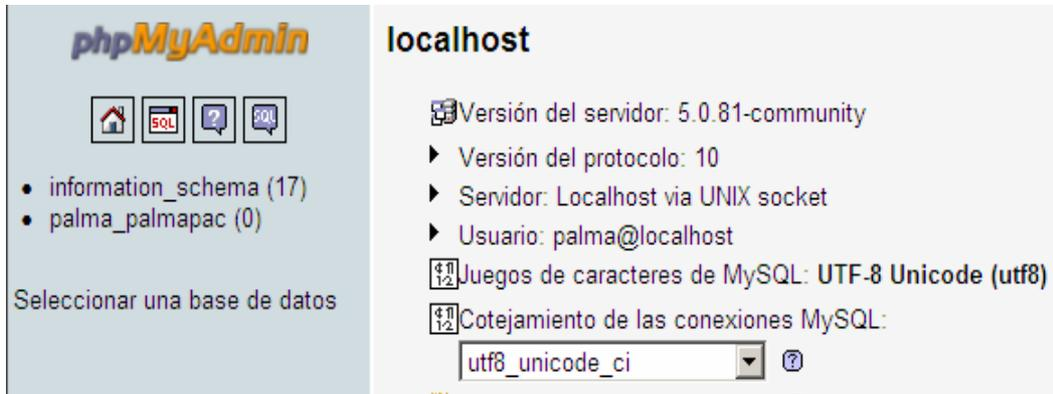 phpMyAdmin
SQL
SQL
information_schema (17)
palma_palmapac (0)
Seleccionar una base de datos
localhost
Versión del servidor: 5.0.81-community
Versión del protocolo: 10
Servidor: Localhost via UNIX socket
Usuario: palma@localhost
Juegos de caracteres de MySQL: UTF-8 Unicode (utf8)
Cotejamiento de las conexiones MySQL:
utf8_unicode_ci